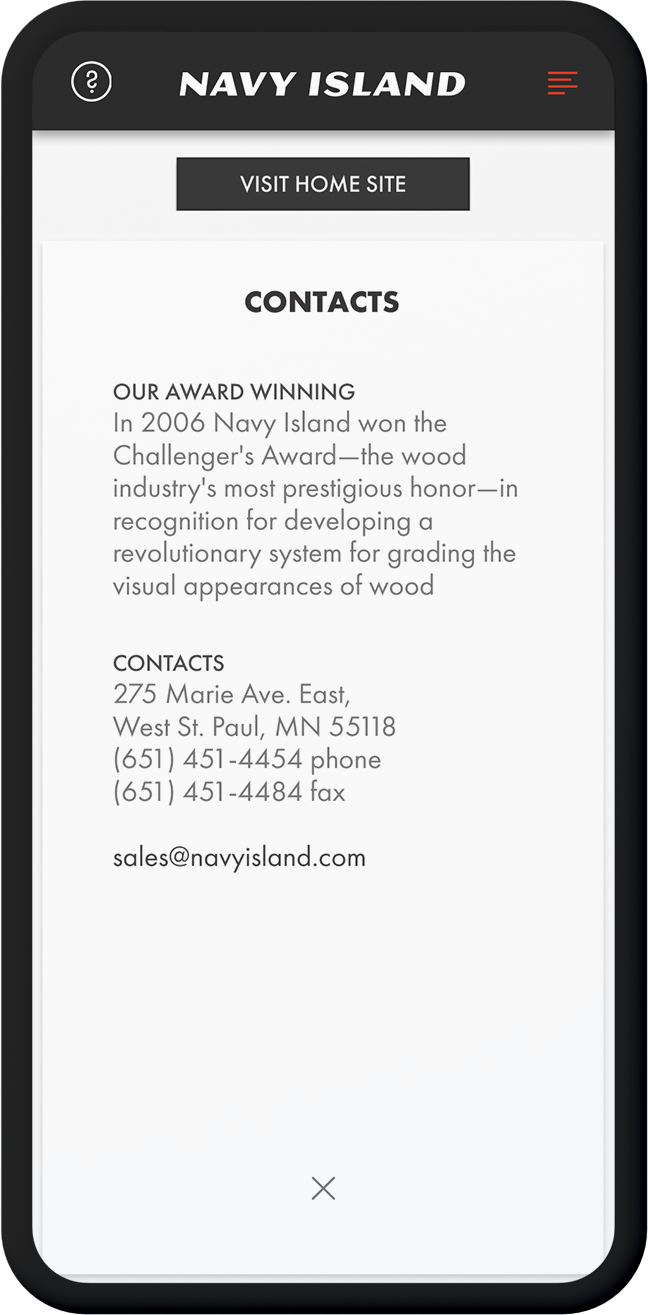 NAVY ISLAND
VISIT HOME SITE
CONTACTS
OUR AWARD WINNING
In 2006 Navy Island won the
Challenger's Award—the wood
industry's most prestigious honor—in
recognition for developing a
revolutionary system for grading the
visual appearances of wood
CONTACTS
275 Marie Ave. East,
West St. Paul, MN 55118
(651) 451-4454 phone
(651) 451-4484 fax
sales@navyisland.com